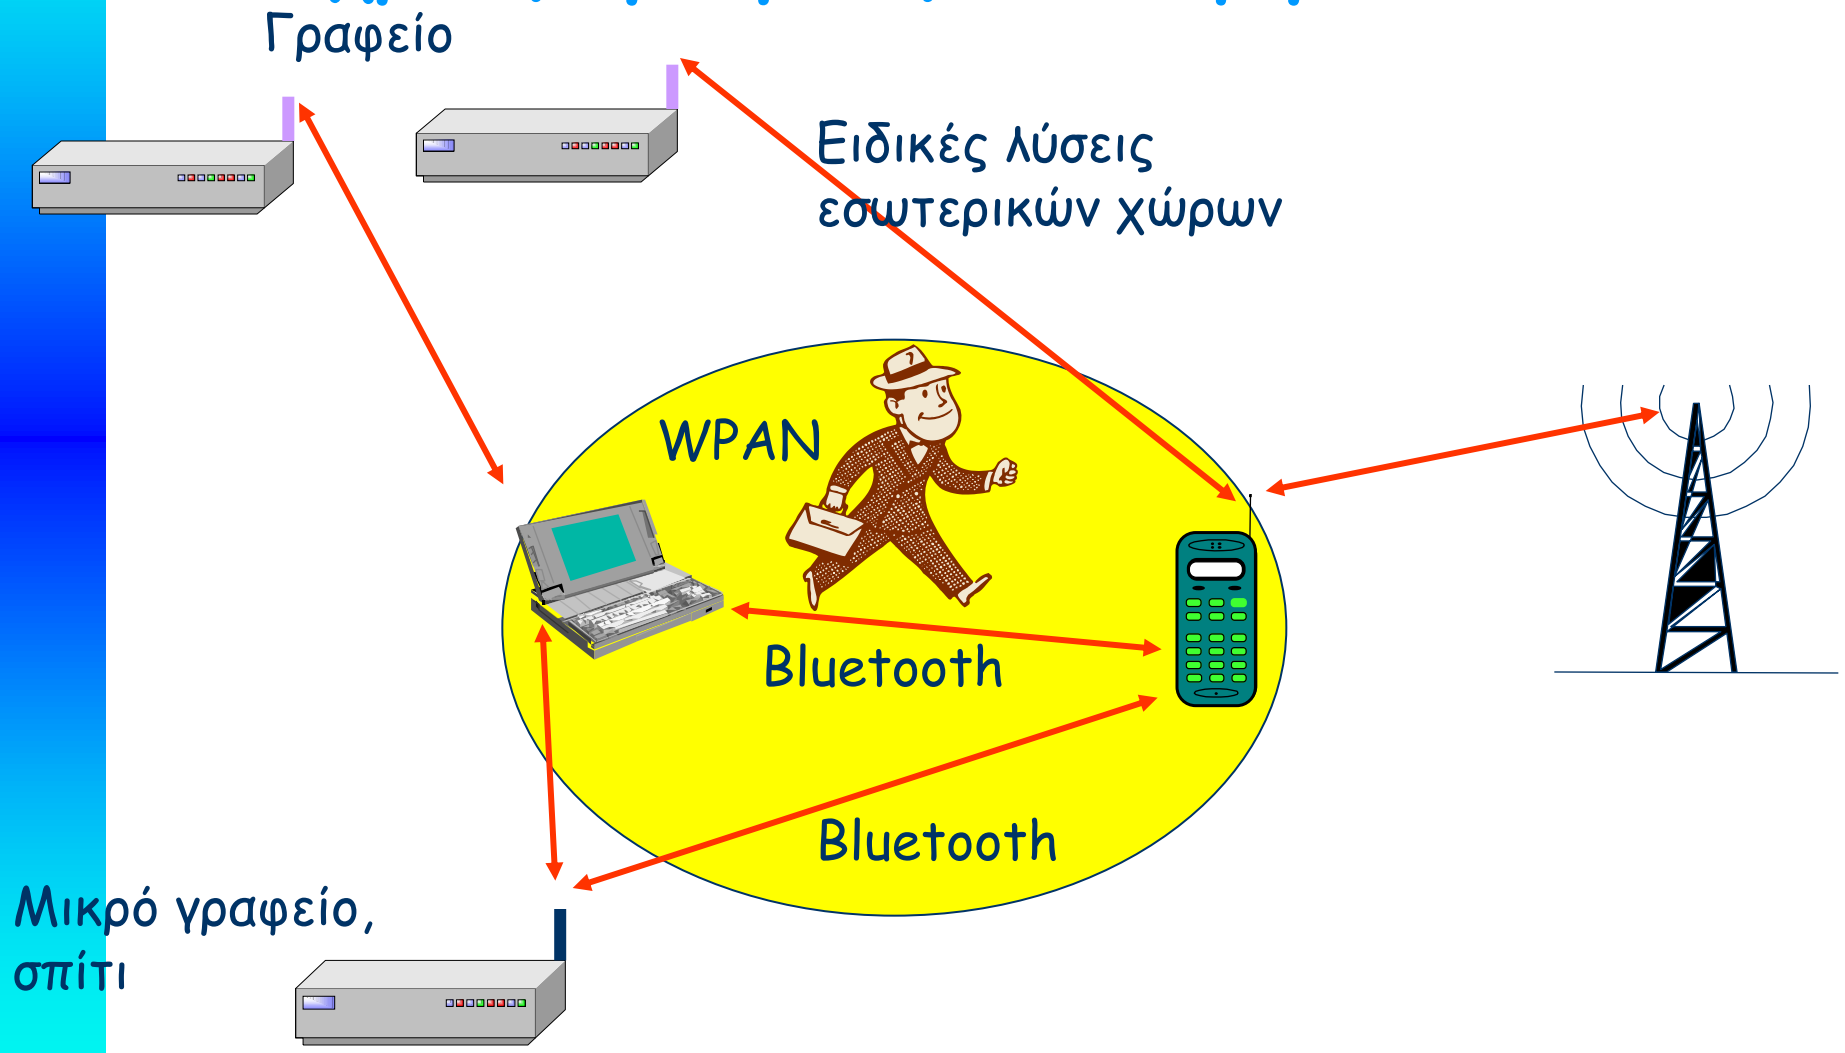 Γραφείο
Ειδικές λύσεις
εσωτερικών χώρων
WPAN
Bluetooth
Bluetooth
Μικρό γραφείο,
σπίτι